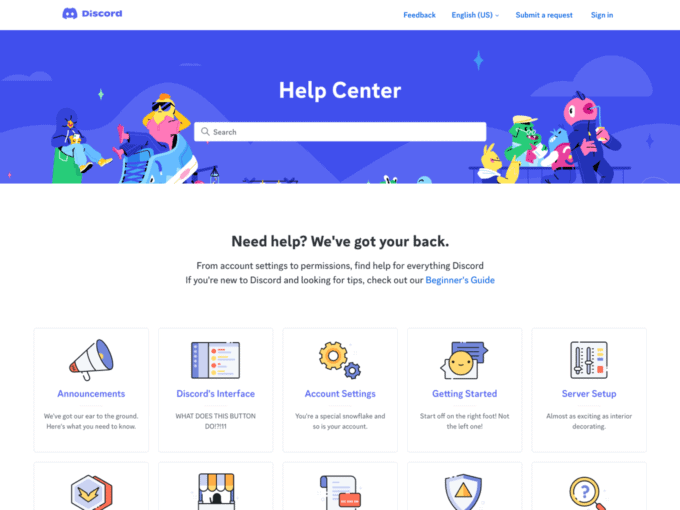 Discord
Feedback English (US) Submit a request Sign in
Help Center
Search
Need help? We've got your back.
From account settings to permissions, find help for everything Discord
If you're new to Discord and looking for tips, check out our Beginner's Guide
Announcements
We've got our ear to the ground.
Here's what you need to know.
Discord's Interface
WHAT DOES THIS BUTTON
DO!?!11
Account Settings
You're a special snowflake and
so is your account.
Getting Started
Start off on the right foot! Not
the left one!
Server Setup
Almost as exciting as interior
decorating.
?